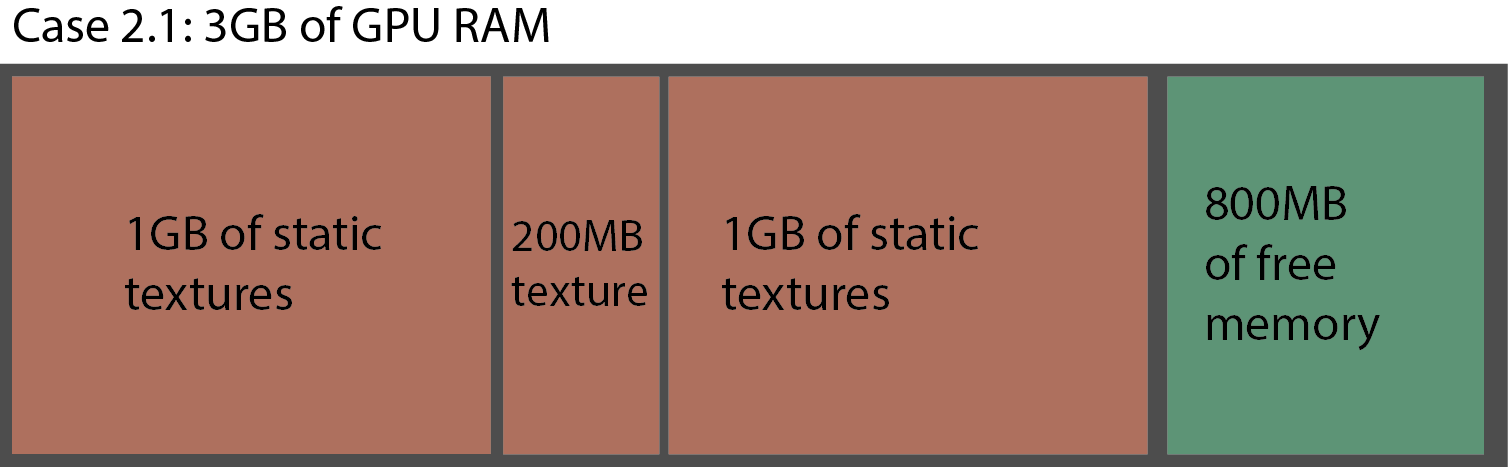 Case 2.1: 3GB of GPU RAM
1GB of static
textures
200MB
texture
1GB of static
textures
800MB
of free
memory